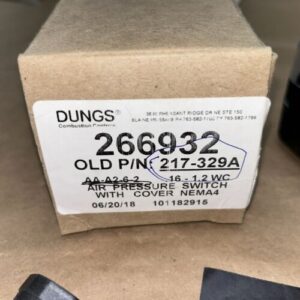 DUNGS®
Combustion Controls
266932
OLD P/N: 217-329A
AA-A2-6-2 .16 - 1.2 WC
AIR PRESSURE SWITCH
WITH COVER NEMA4
06/20/18 101182915